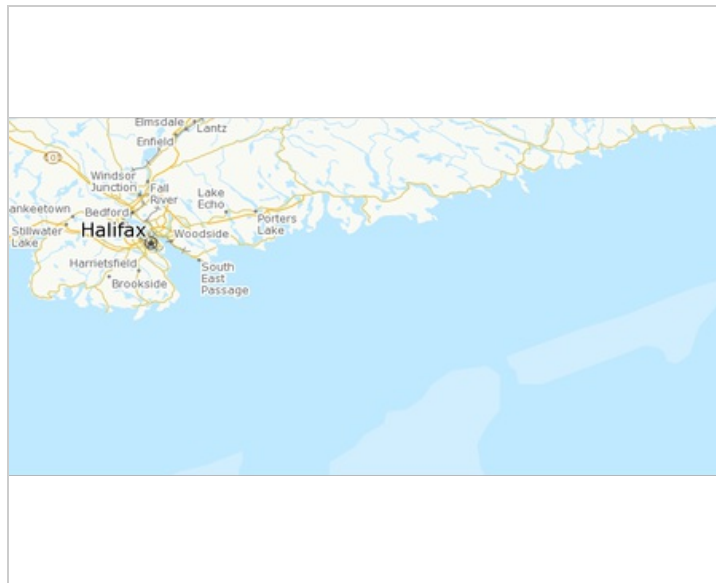 Elmsdale
Lantz
Enfield
Windsor
Junction
Fall
River
Lake
Echo
ankeetown
Bedford
Porters
Lake
Stillwater
Lake
Halifax
Woodside
Harrietsfield
South
East
Passage
Brookside